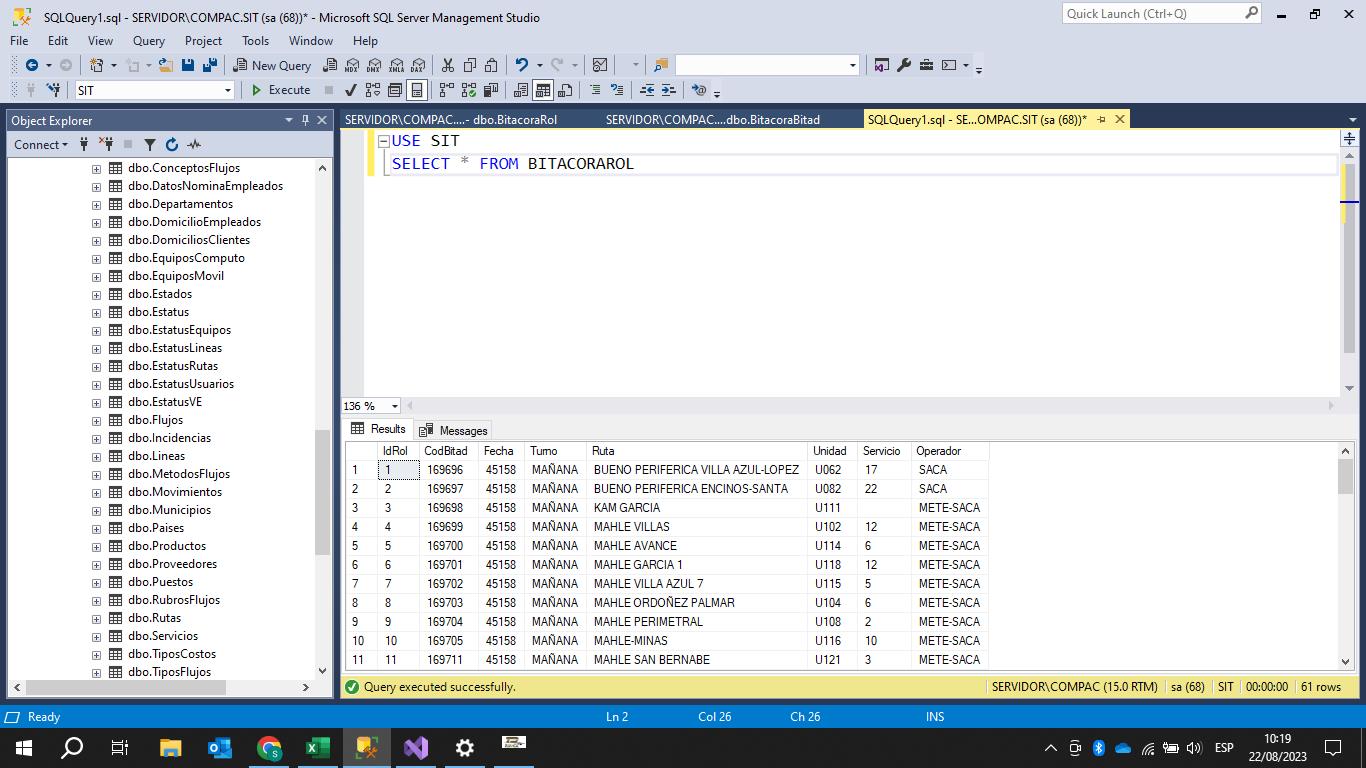 SQLQuery1.sql - SERVIDOR\COMPAC.SIT (sa (68))* - Microsoft SQL Server Management Studio
Quick Launch (Ctrl+Q)
File Edit View Query Project Tools Window Help
New Query MDX DMX XMLA DAX
SIT Execute
Object Explorer
SERVIDOR\COMPAC....- dbo.BitacoraRol SERVIDOR\COMPAC....dbo.BitacoraBitad SQLQuery1.sql - SE...OMPAC.SIT (sa (68))*
Connect
dbo.ConceptosFlujos
dbo.DatosNominaEmpleados
dbo.Departamentos
dbo.DomicilioEmpleados
dbo.DomiciliosClientes
dbo.EquiposComputo
dbo.EquiposMovil
dbo.Estados
dbo.Estatus
dbo.EstatusEquipos
dbo.EstatusLineas
dbo.EstatusRutas
dbo.EstatusUsuarios
dbo.EstatusVE
dbo.Flujos
dbo.Incidencias
dbo.Lineas
dbo.MetodosFlujos
dbo.Movimientos
dbo.Municipios
dbo.Paises
dbo.Productos
dbo.Proveedores
dbo.Puestos
dbo.RubrosFlujos
dbo.Rutas
dbo.Servicios
dbo.TiposCostos
dbo.TiposFlujos
USE SIT
SELECT * FROM BITACORAROL
136 %
Results Messages
IdRol CodBitad Fecha Turno Ruta Unidad Servicio Operador
1 1 169696 45158 MAÑANA BUENO PERIFERICA VILLA AZUL-LOPEZ U062 17 SACA
2 2 169697 45158 MAÑANA BUENO PERIFERICA ENCINOS-SANTA U082 22 SACA
3 3 169698 45158 MAÑANA KAM GARCIA U111 METE-SACA
4 4 169699 45158 MAÑANA MAHLE VILLAS U102 12 METE-SACA
5 5 169700 45158 MAÑANA MAHLE AVANCE U114 6 METE-SACA
6 6 169701 45158 MAÑANA MAHLE GARCIA 1 U118 12 METE-SACA
7 7 169702 45158 MAÑANA MAHLE VILLA AZUL 7 U115 5 METE-SACA
8 8 169703 45158 MAÑANA MAHLE ORDOÑEZ PALMAR U104 6 METE-SACA
9 9 169704 45158 MAÑANA MAHLE PERIMETRAL U108 2 METE-SACA
10 10 169705 45158 MAÑANA MAHLE-MINAS U116 10 METE-SACA
11 11 169711 45158 MAÑANA MAHLE SAN BERNABE U121 3 METE-SACA
Query executed successfully. SERVIDOR\COMPAC (15.0 RTM) sa (68) SIT 00:00:00 61 rows
Ready Ln 2 Col 26 Ch 26 INS
ESP
10:19
22/08/2023